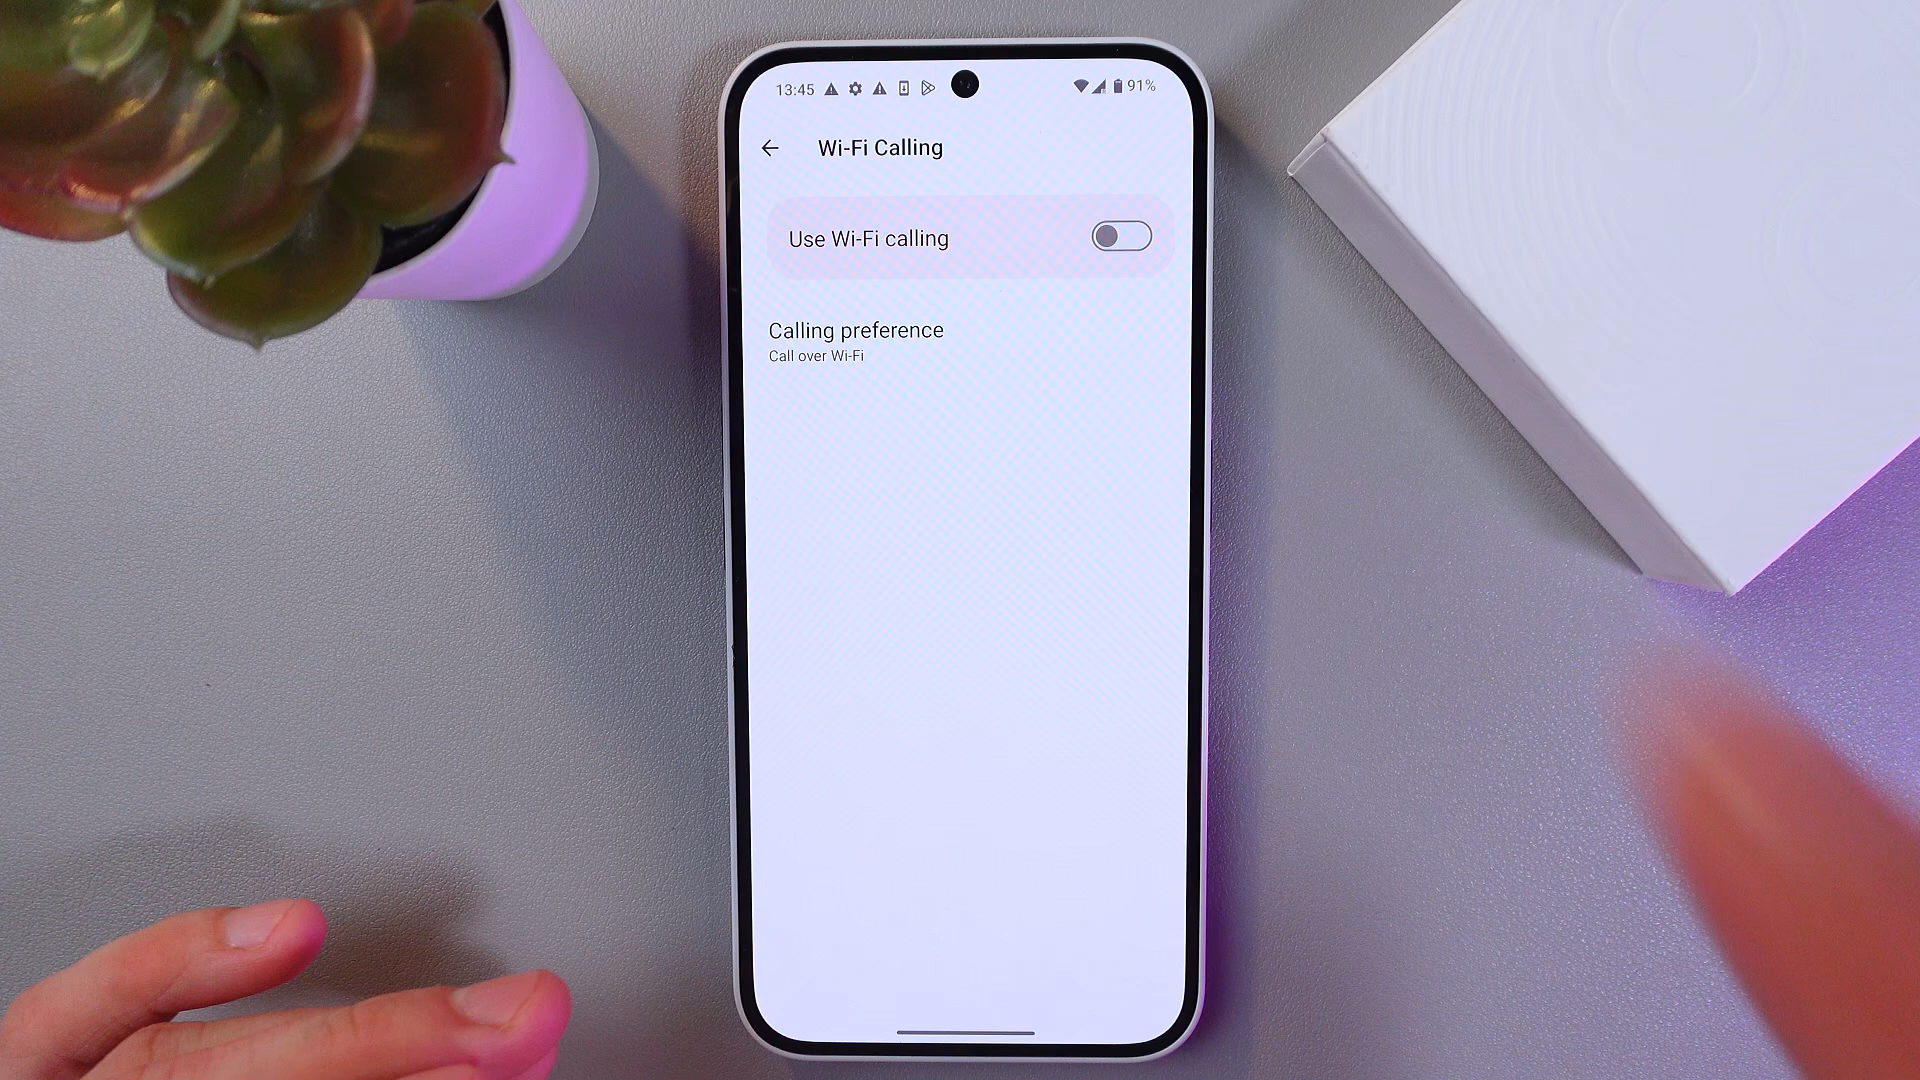 13:45 91%
Wi-Fi Calling
Use Wi-Fi calling
Calling preference
Call over Wi-Fi